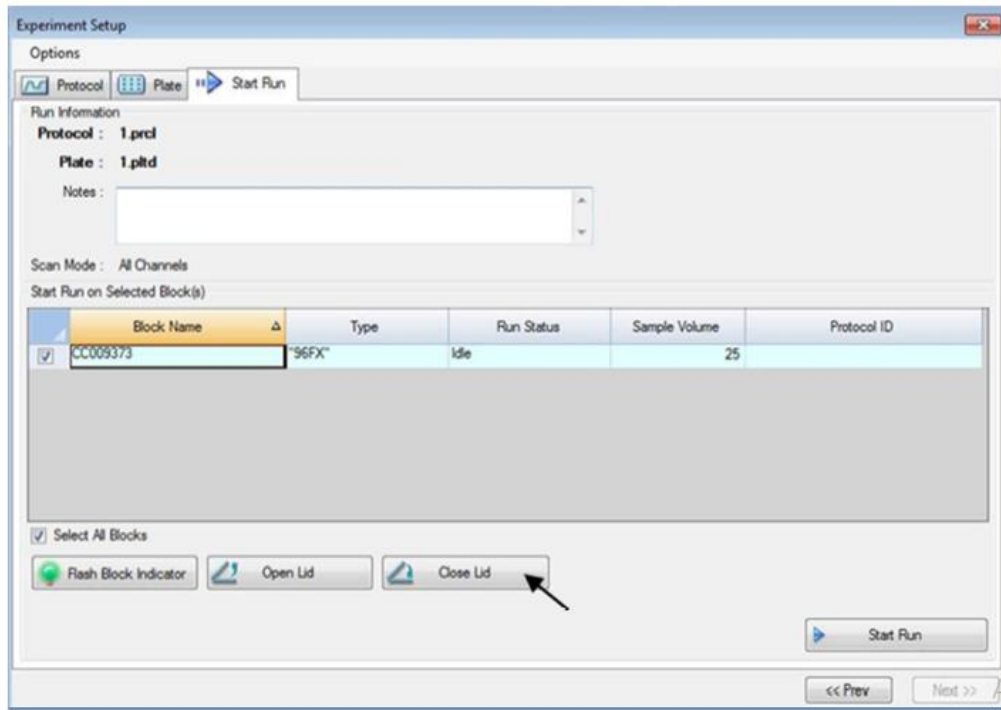 Experiment Setup
Options
Protocol Plate Start Run
Run Information
Protocol : 1.prcl
Plate : 1.pltd
Notes :
Scan Mode : All Channels
Start Run on Selected Block(s)
Block Name Type Run Status Sample Volume Protocol ID
CC009373 "96FX" Idle 25
Select All Blocks
Flash Block Indicator Open Lid Close Lid
Start Run
<< Prev Next >>